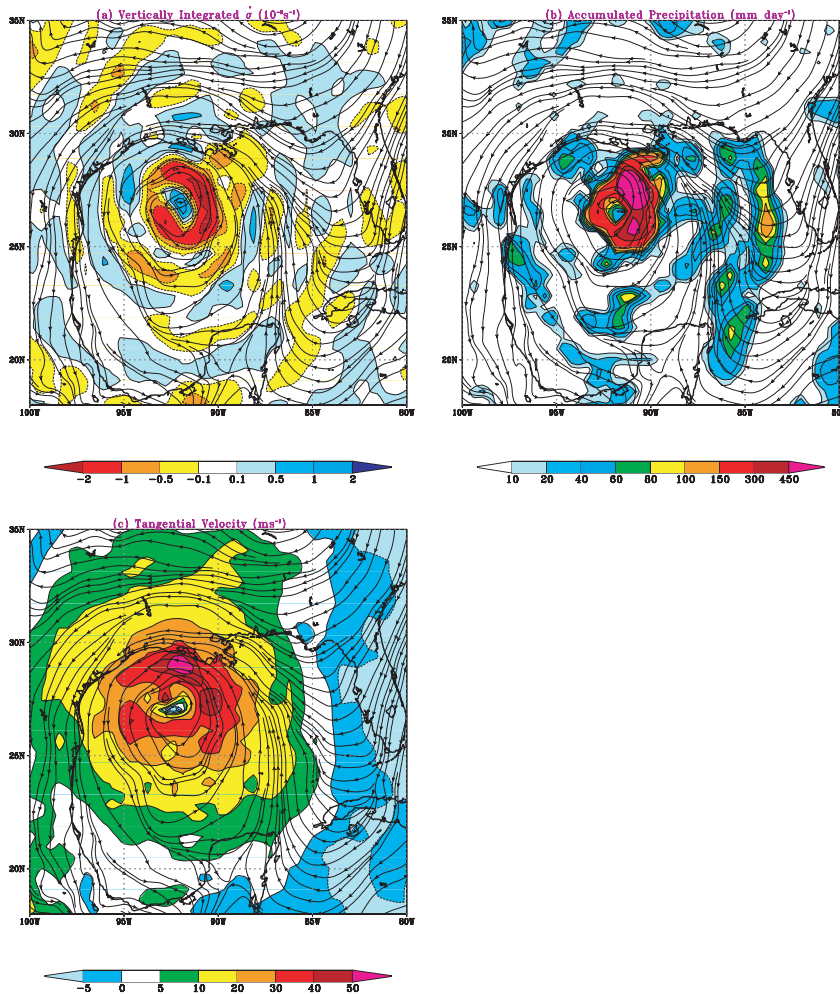 (a) Vertically Integrated σ̇ (10⁻⁶s⁻¹)
35N
30N
25N
20N
100W 95W 90W 85W 80W
-2 -1 -0.5 -0.1 0.1 0.5 1 2
(b) Accumulated Precipitation (mm day⁻¹)
35N
30N
25N
20N
100W 95W 90W 85W 80W
10 20 40 60 80 100 150 300 450
(c) Tangential Velocity (ms⁻¹)
35N
30N
25N
20N
100W 95W 90W 85W 80W
-5 0 5 10 20 30 40 50